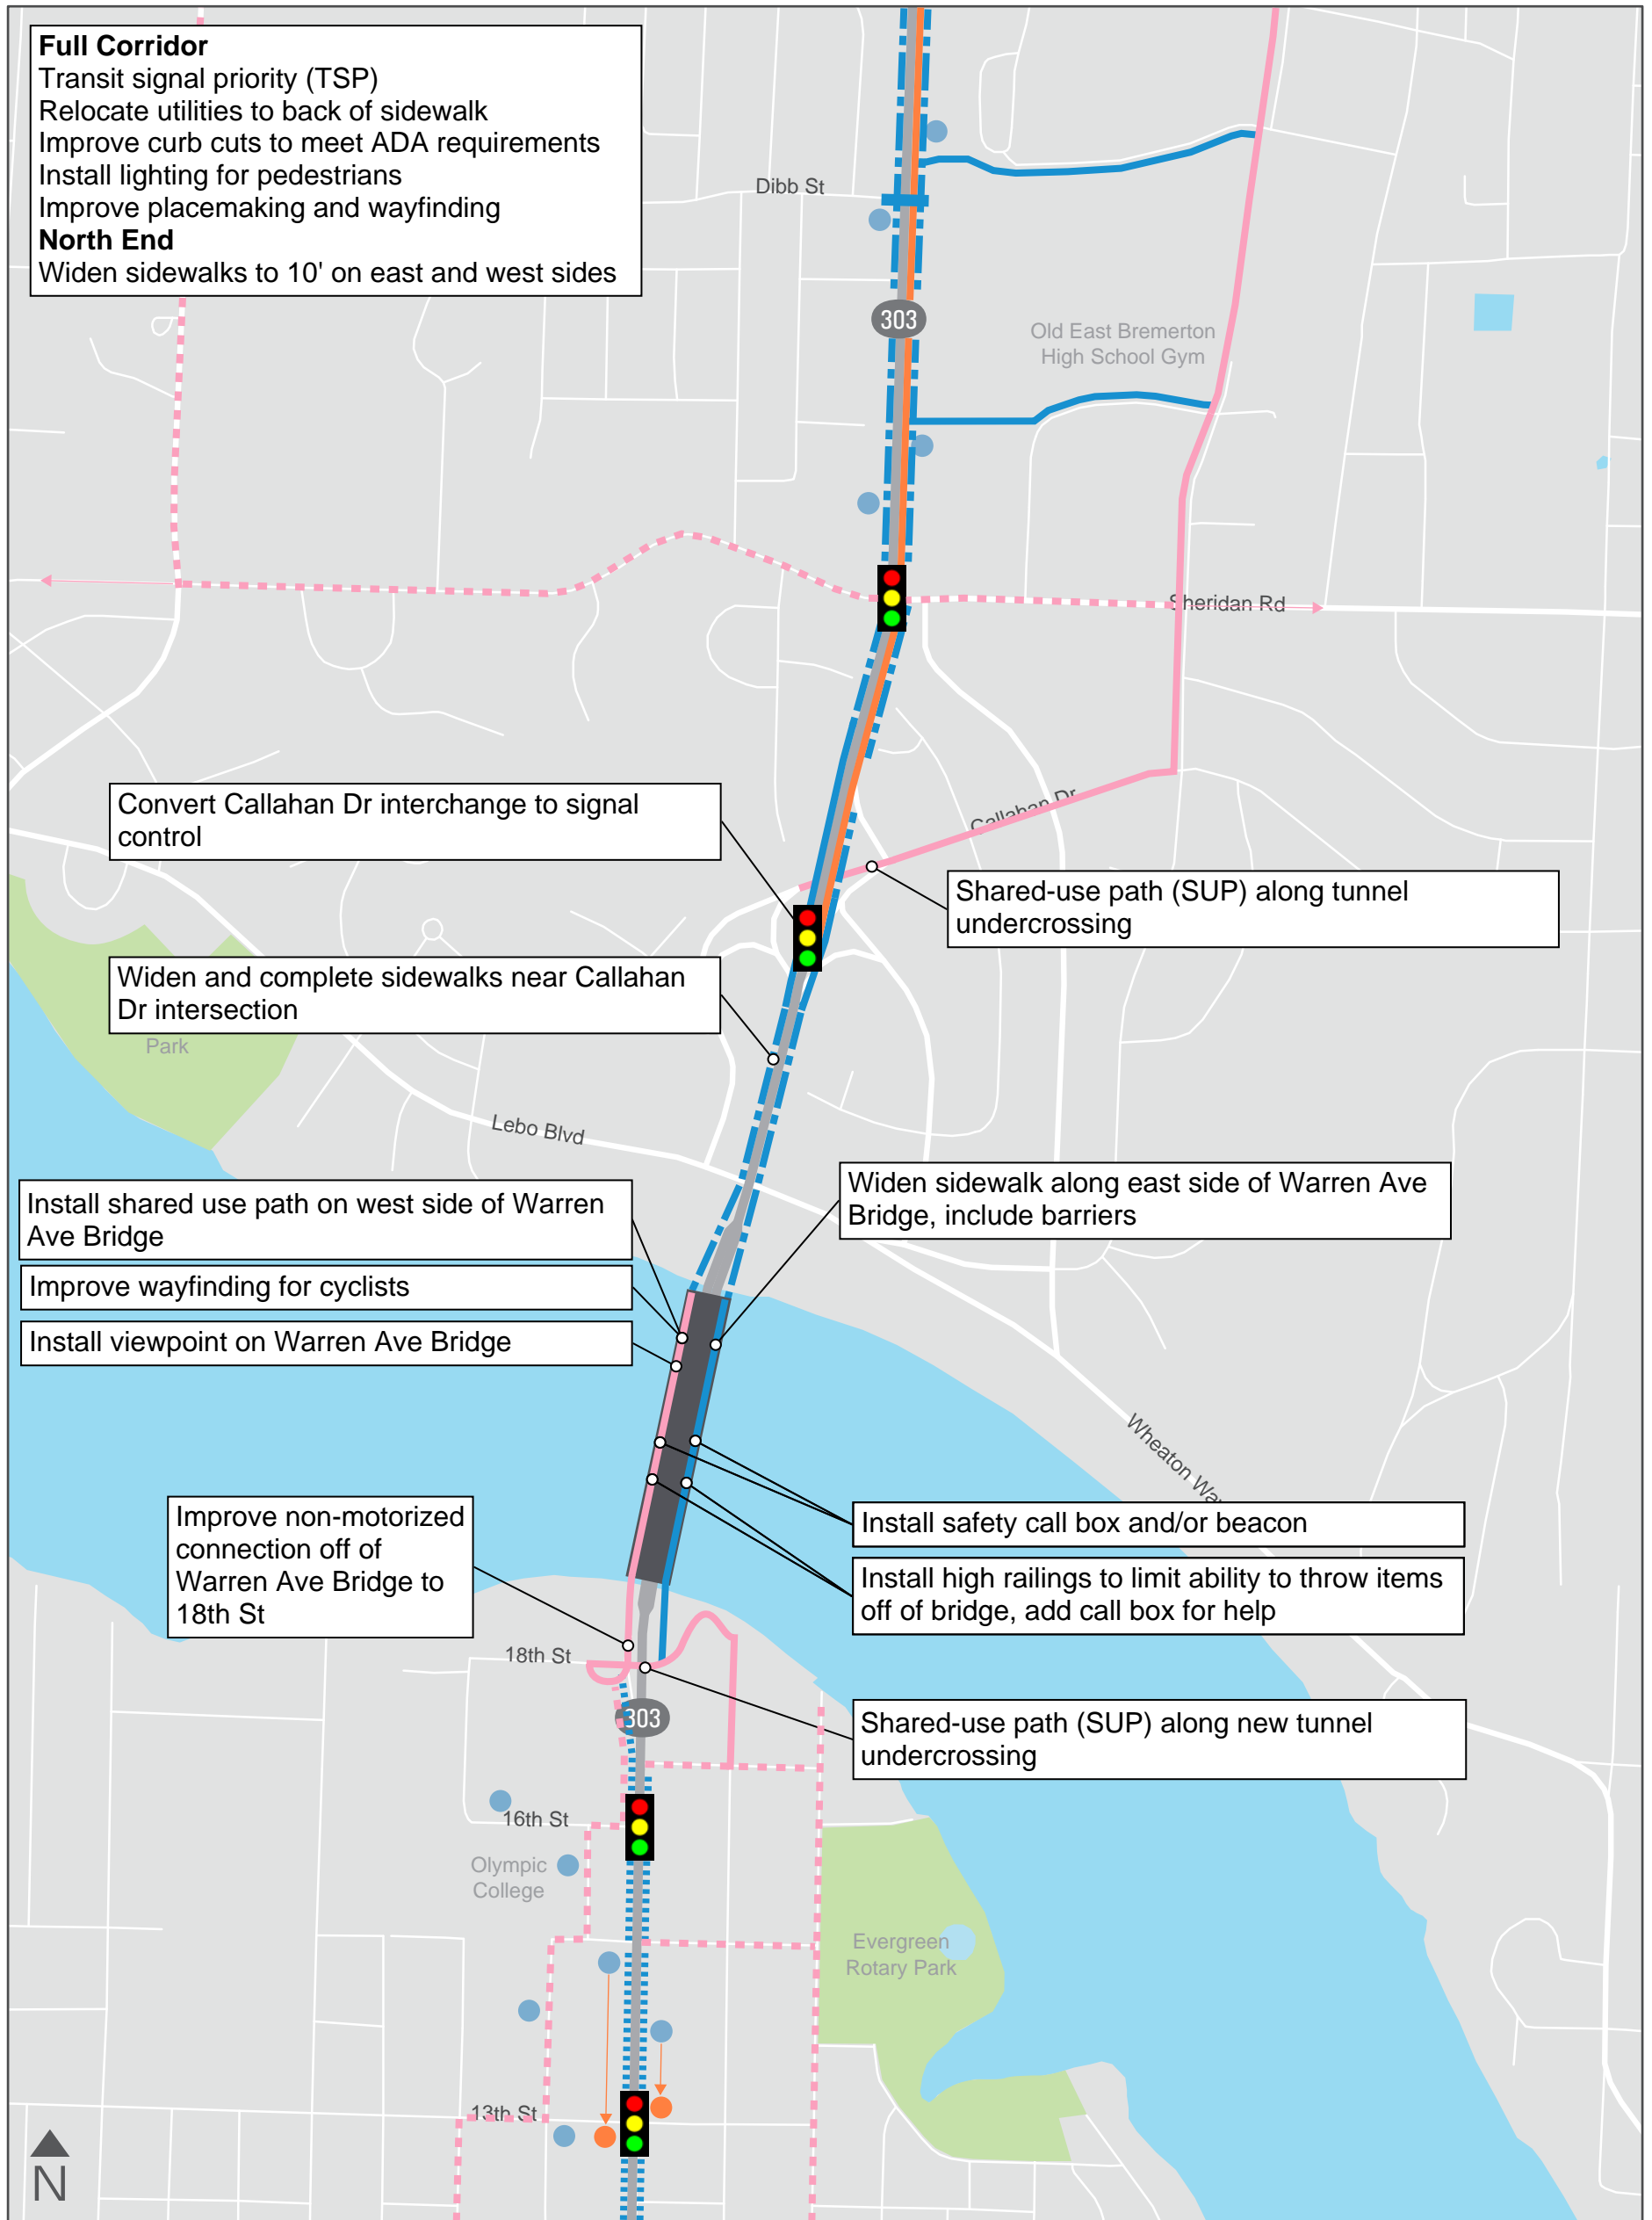 Full Corridor
Transit signal priority (TSP)
Relocate utilities to back of sidewalk
Improve curb cuts to meet ADA requirements
Install lighting for pedestrians
Improve placemaking and wayfinding
North End
Widen sidewalks to 10' on east and west sides
Dibb St
303
Old East Bremerton
High School Gym
Sheridan Rd
Convert Callahan Dr interchange to signal
control
Callahan Dr
Shared-use path (SUP) along tunnel
undercrossing
Widen and complete sidewalks near Callahan
Dr intersection
Park
Lebo Blvd
Install shared use path on west side of Warren
Ave Bridge
Widen sidewalk along east side of Warren Ave
Bridge, include barriers
Improve wayfinding for cyclists
Install viewpoint on Warren Ave Bridge
Wheaton Way
Improve non-motorized
connection off of
Warren Ave Bridge to
18th St
Install safety call box and/or beacon
Install high railings to limit ability to throw items
off of bridge, add call box for help
18th St
303
Shared-use path (SUP) along new tunnel
undercrossing
16th St
Olympic
College
Evergreen
Rotary Park
13th St
N